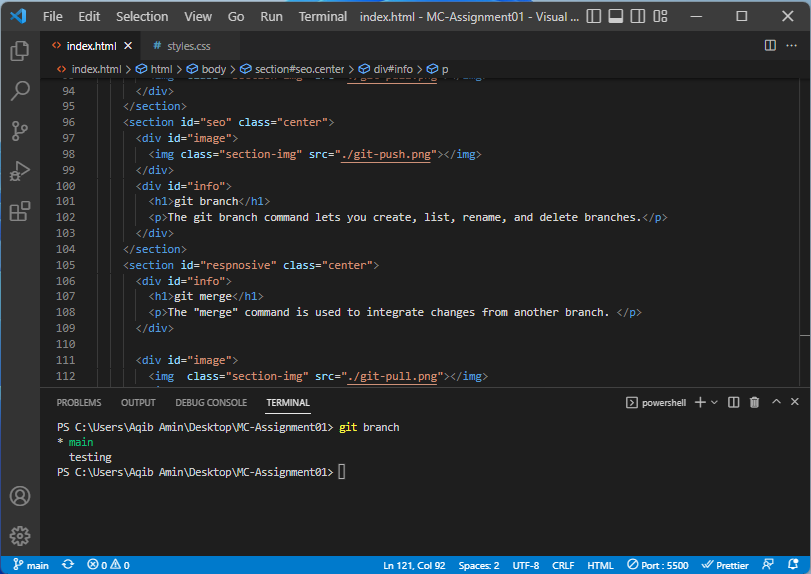 File Edit Selection View Go Run Terminal index.html - MC-Assignment01 - Visual ...
index.html styles.css
index.html > html > body > section#seo.center > div#info > p
94 </div>
95 </section>
96 <section id="seo" class="center">
97 <div id="image">
98 <img class="section-img" src="./git-push.png"></img>
99 </div>
100 <div id="info">
101 <h1>git branch</h1>
102 <p>The git branch command lets you create, list, rename, and delete branches.</p>
103 </div>
104 </section>
105 <section id="respnosive" class="center">
106 <div id="info">
107 <h1>git merge</h1>
108 <p>The "merge" command is used to integrate changes from another branch. </p>
109 </div>
110
111 <div id="image">
112 <img class="section-img" src="./git-pull.png"></img>
PROBLEMS OUTPUT DEBUG CONSOLE TERMINAL powershell
PS C:\Users\Aqib Amin\Desktop\MC-Assignment01> git branch
* main
testing
PS C:\Users\Aqib Amin\Desktop\MC-Assignment01>
main 0 0 Ln 121, Col 92 Spaces: 2 UTF-8 CRLF HTML Port : 5500 Prettier